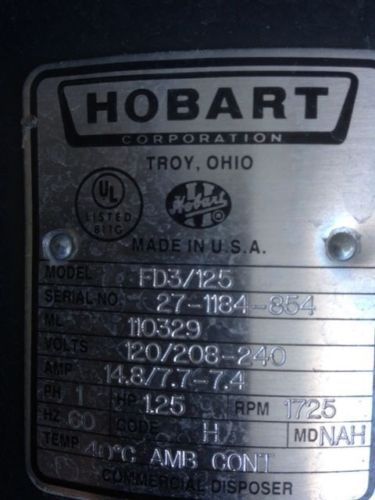 HOBART
CORPORATION
TROY, OHIO
UL
LISTED
811G
H
Hobart
MADE IN U.S.A.
MODEL FD3/125
SERIAL NO. 27-1184-854
ML 110329
VOLTS 120/208-240
AMP 14.8/7.7-7.4
PH 1 HP 1.25 RPM 1725
HZ 60 CODE H MD NAH
TEMP 40°C AMB CONT
COMMERCIAL DISPOSER